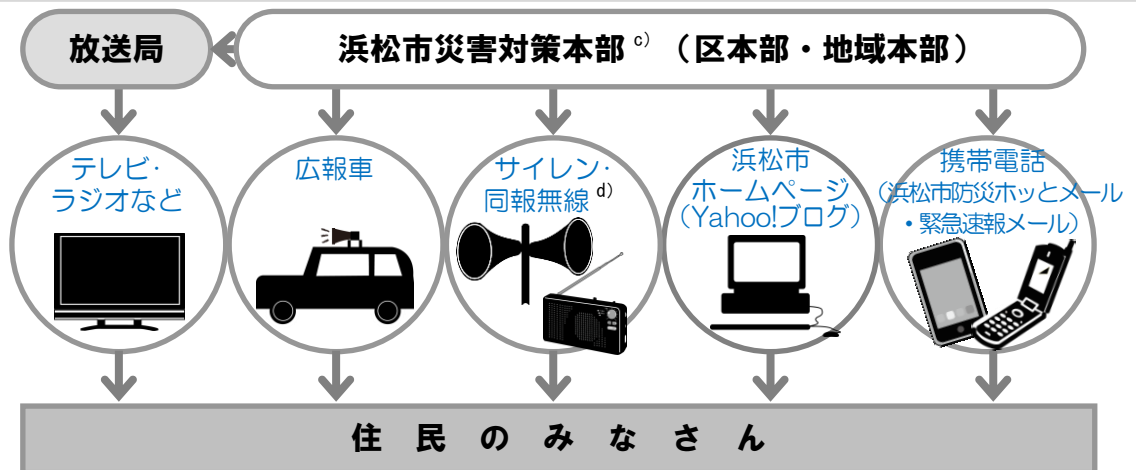 放送局
浜松市災害対策本部c)(区本部・地域本部)
テレビ・
ラジオなど
広報車
サイレン・
同報無線d)
浜松市
ホームページ
(Yahoo!ブログ)
携帯電話
(浜松市防災ホッとメール
・緊急速報メール)
住民のみなさん